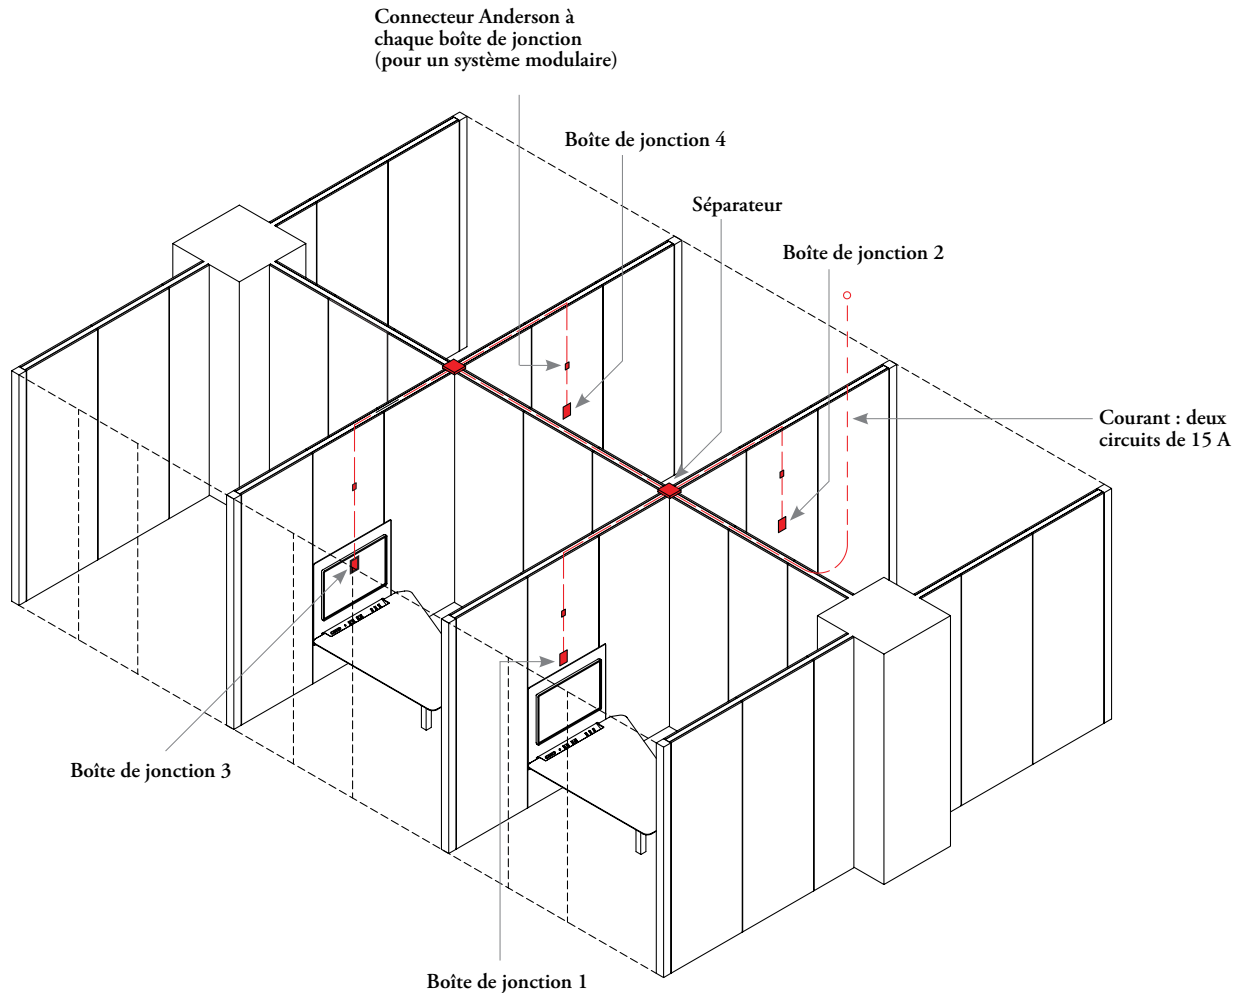 Connecteur Anderson à
chaque boîte de jonction
(pour un système modulaire)
Boîte de jonction 4
Séparateur
Boîte de jonction 2
Courant : deux
circuits de 15 A
Boîte de jonction 3
Boîte de jonction 1